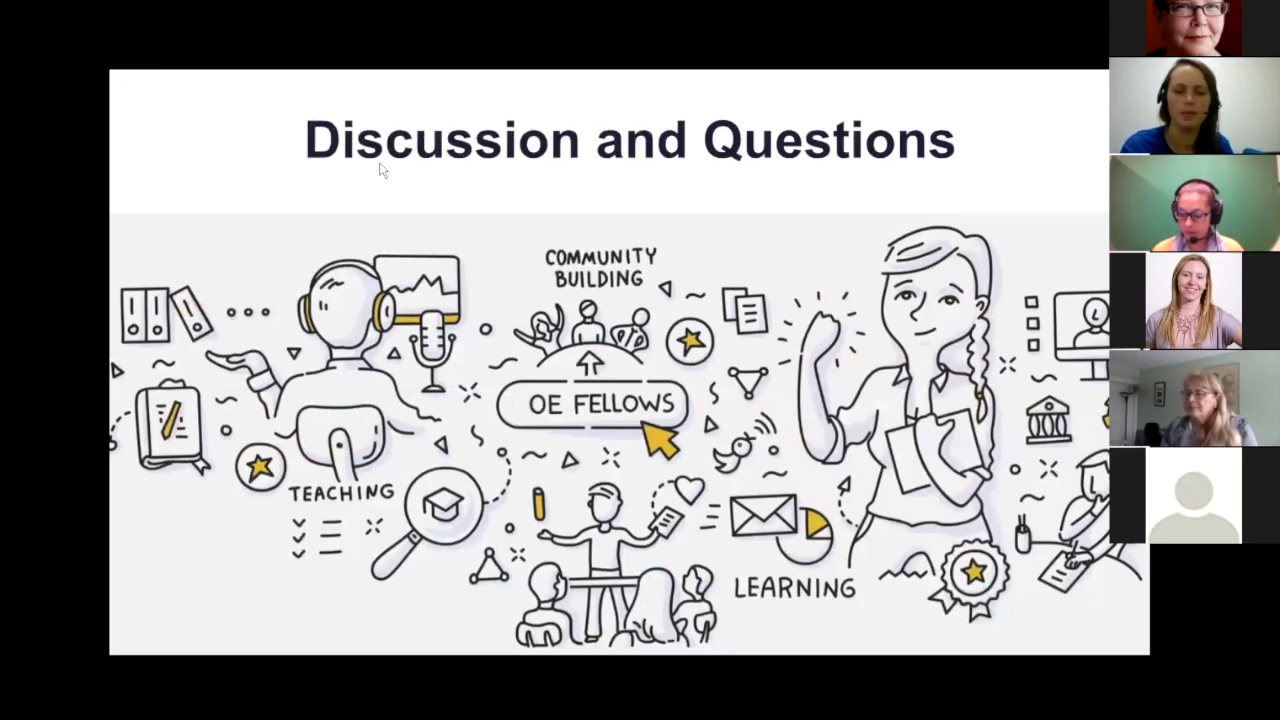 Discussion and Questions
COMMUNITY
BUILDING
OE FELLOWS
TEACHING
LEARNING